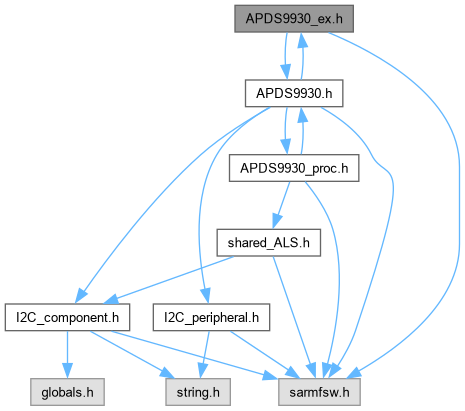 APDS9930_ex.h
APDS9930.h
APDS9930_proc.h
shared_ALS.h
I2C_component.h
I2C_peripheral.h
globals.h
string.h
sarmfsw.h